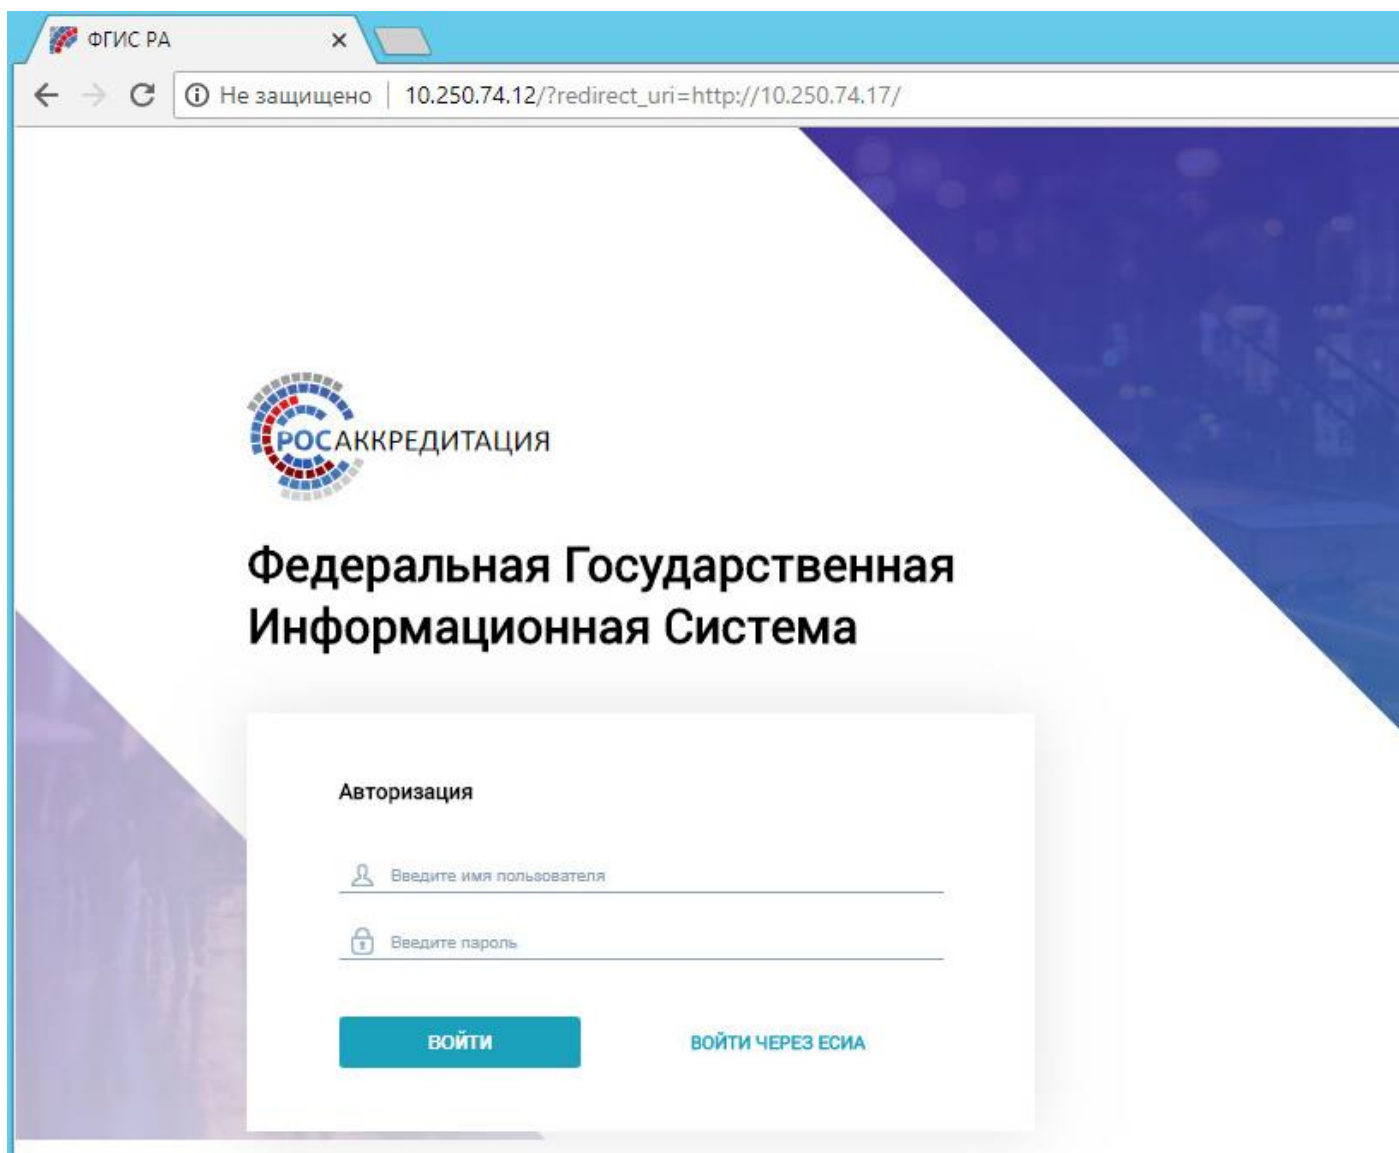 ФГИС РА
Не защищено 10.250.74.12/?redirect_uri=http://10.250.74.17/
РОСАККРЕДИТАЦИЯ
Федеральная Государственная
Информационная Система
Авторизация
Введите имя пользователя
Введите пароль
ВОЙТИ ВОЙТИ ЧЕРЕЗ ЕСИА